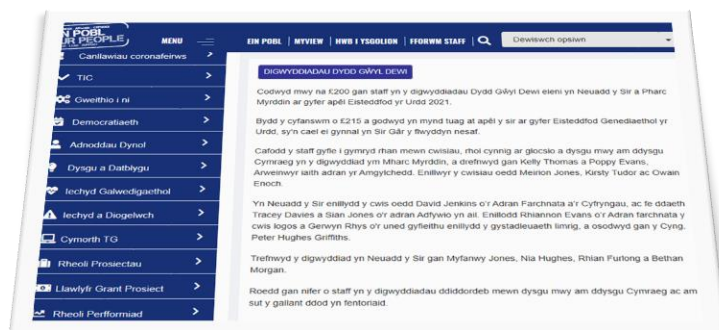 N POBL
UR PEOPLE
MENU
EIN POBL | MYVIEW | HWB I YSGOLION | FFORWM STAFF |
Dewiswch opsiwn
Canllawiau coronafeirws
TIC
Gweithio i ni
Democratiaeth
Adnoddau Dynol
Dysgu a Datblygu
Iechyd Galwedigaethol
Iechyd a Diogelwch
Cymorth TG
Rheoli Prosiectau
Llawlyfr Grant Prosiect
Rheoli Perfformiad
DIGWYDDIADAU DYDD GŴYL DEWI
Codwyd mwy na £200 gan staff yn y digwyddiadau Dydd Gŵyl Dewi eleni yn Neuadd y Sir a Pharc
Myrddin ar gyfer apêl Eisteddfod yr Urdd 2021.
Bydd y cyfanswm o £215 a godwyd yn mynd tuag at apêl y sir ar gyfer Eisteddfod Genedlaethol yr
Urdd, sy'n cael ei gynnal yn Sir Gâr y flwyddyn nesaf.
Cafodd y staff gyfle i gymryd rhan mewn cwisiau, rhoi cynnig ar glocsio a dysgu mwy am ddysgu
Cymraeg yn y digwyddiad ym Mharc Myrddin, a drefnwyd gan Kelly Thomas a Poppy Evans,
Arweinwyr iaith adran yr Amgylchedd. Enillwyr y cwisiau oedd Meirion Jones, Kirsty Tudor ac Owain
Enoch.
Yn Neuadd y Sir enillydd y cwis oedd David Jenkins o'r Adran Farchnata a'r Cyfryngau, ac fe ddaeth
Tracey Davies a Sian Jones o'r adran Adfywio yn ail. Enillodd Rhiannon Evans o'r Adran farchnata y
cwis logos a Gerwyn Rhys o'r uned gyfieithu enillydd y gystadleuaeth limrig, a osodwyd gan y Cyng.
Peter Hughes Griffiths.
Trefnwyd y digwyddiad yn Neuadd y Sir gan Myfanwy Jones, Nia Hughes, Rhian Furlong a Bethan
Morgan.
Roedd gan nifer o staff yn y digwyddiadau ddiddordeb mewn dysgu mwy am ddysgu Cymraeg ac am
sut y gallant ddod yn fentoriaid.